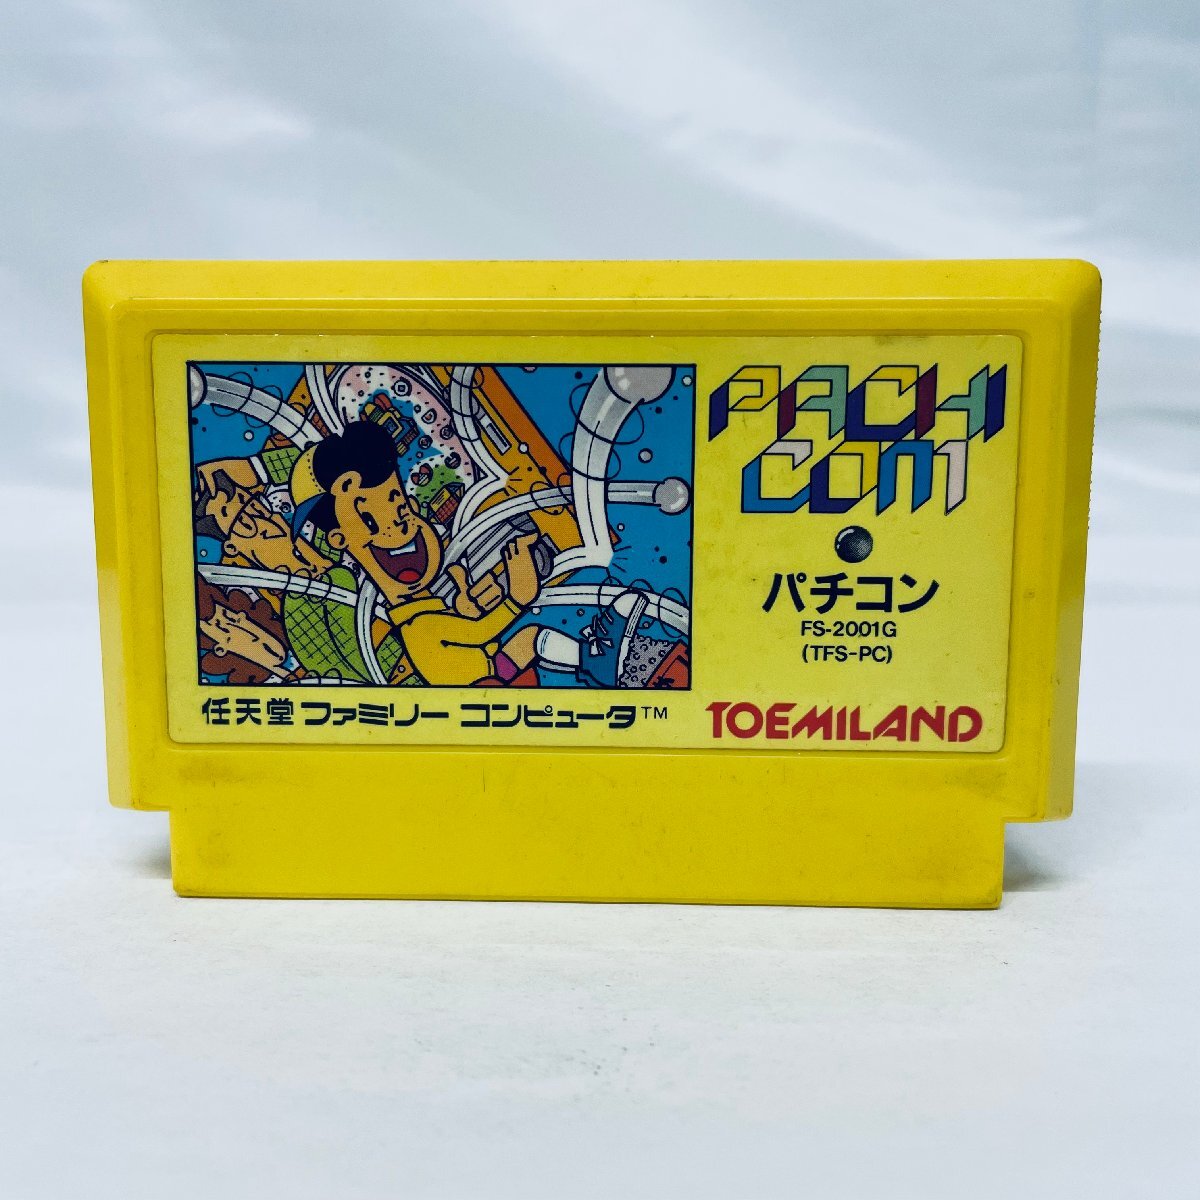 PACHI
COM
パチコン
FS-2001G
(TFS-PC)
任天堂 ファミリー コンピュータ™
TOEMILAND